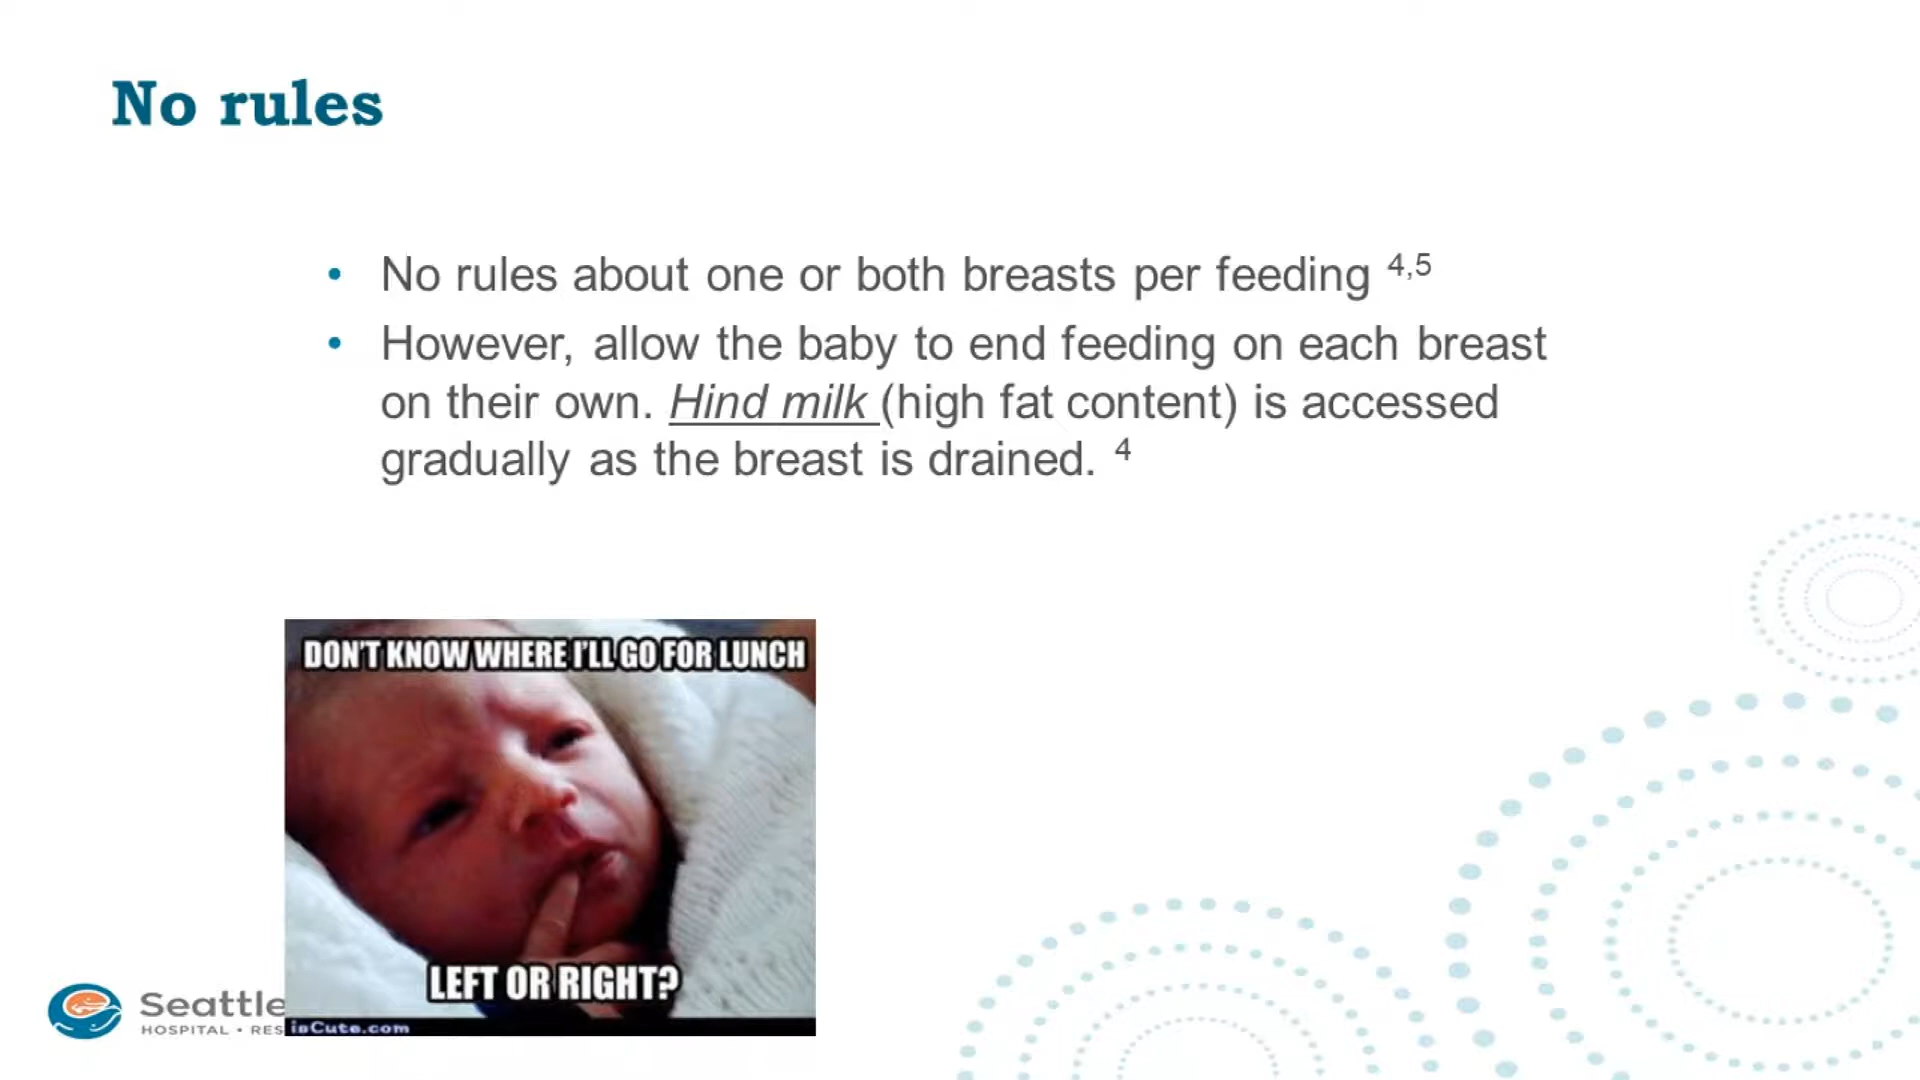 No rules
• No rules about one or both breasts per feeding 4,5
• However, allow the baby to end feeding on each breast
on their own. Hind milk (high fat content) is accessed
gradually as the breast is drained. 4
DON'T KNOW WHERE I'LL GO FOR LUNCH
LEFT OR RIGHT?
Seattle
HOSPITAL • RES
isCute.com